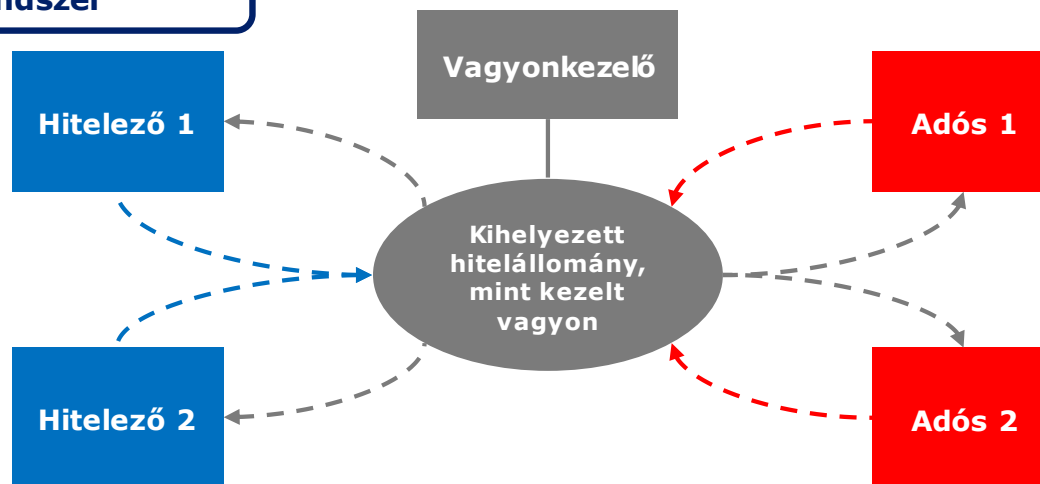 Vagyonkezelő
Hitelező 1
Adós 1
Kihelyezett
hitelállomány,
mint kezelt
vagyon
Hitelező 2
Adós 2